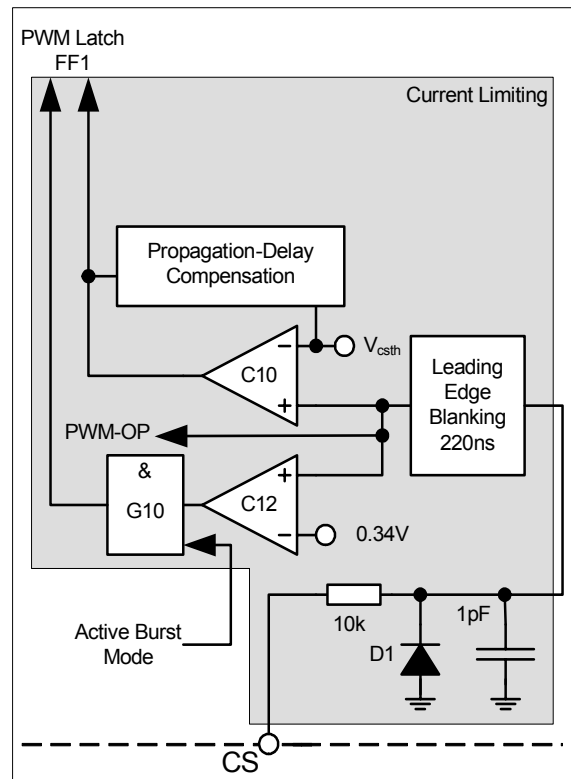 PWM Latch
FF1
Current Limiting
Propagation-Delay
Compensation
Vcsth
C10
Leading
Edge
Blanking
220ns
PWM-OP
&
G10
C12
0.34V
10k
1pF
D1
Active Burst
Mode
CS